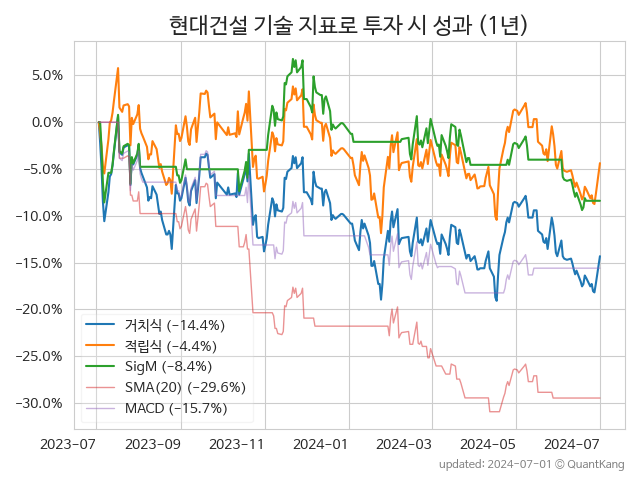 현대건설 기술 지표로 투자 시 성과 (1년)
5.0%
0.0%
−5.0%
−10.0%
−15.0%
−20.0%
−25.0%
−30.0%
거치식 (−14.4%)
적립식 (−4.4%)
SigM (−8.4%)
SMA(20) (−29.6%)
MACD (−15.7%)
2023-07 2023-09 2023-11 2024-01 2024-03 2024-05 2024-07
updated: 2024-07-01 © QuantKang